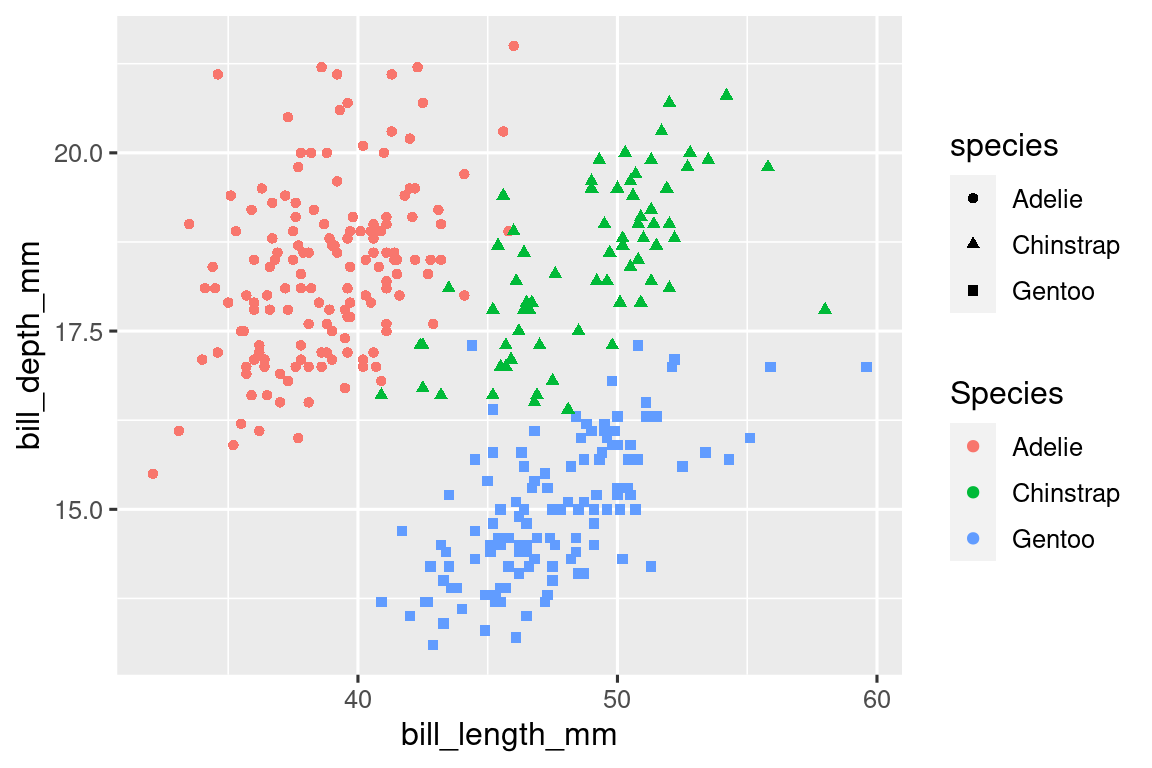 bill_depth_mm
20.0
17.5
15.0
40
50
60
bill_length_mm
species
Adelie
Chinstrap
Gentoo
Species
Adelie
Chinstrap
Gentoo